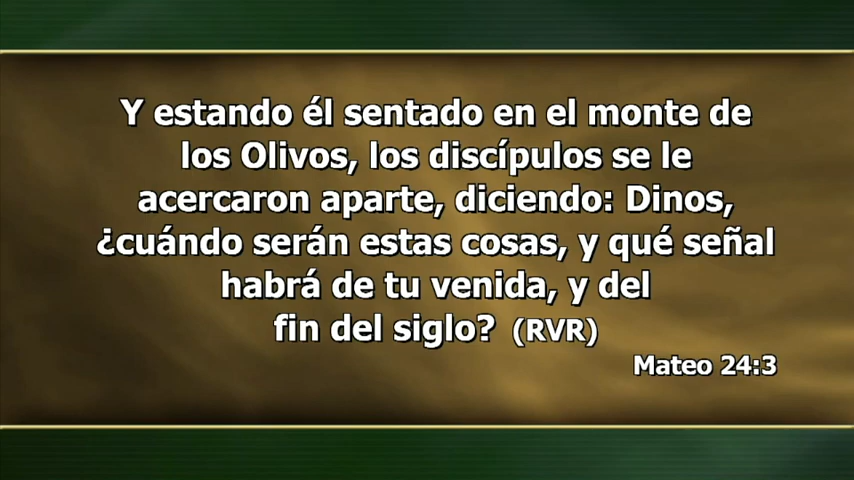 Y estando él sentado en el monte de
los Olivos, los discípulos se le
acercaron aparte, diciendo: Dinos,
¿cuándo serán estas cosas, y qué señal
habrá de tu venida, y del
fin del siglo? (RVR)
Mateo 24:3